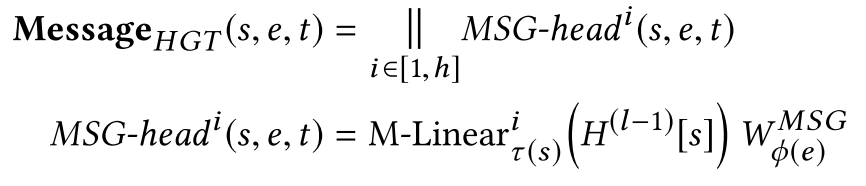 Message_{HGT}(s, e, t) = ∥_{i∈[1,h]} MSG-head^i(s, e, t)
MSG-head^i(s, e, t) = M-Linear^i_{τ(s)}(H^{(l−1)}[s]) W^{MSG}_{ϕ(e)}